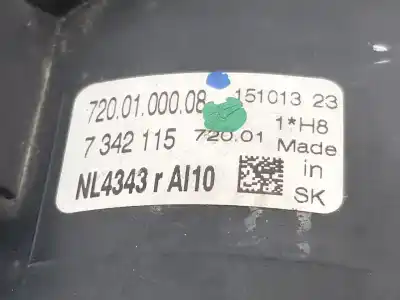 720.01.000.08 151013 23
1*H8
7 342 115 720.01 Made
in
NL4343 r AI10
SK